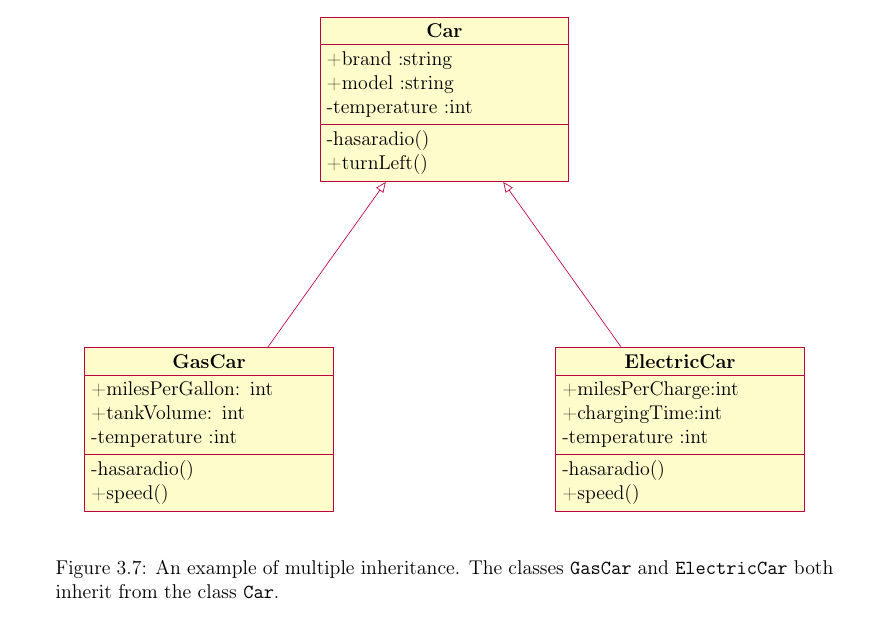 Car
+brand :string
+model :string
-temperature :int
-hasaradio()
+turnLeft()
GasCar
+milesPerGallon: int
+tankVolume: int
-temperature :int
-hasaradio()
+speed()
ElectricCar
+milesPerCharge:int
+chargingTime:int
-temperature :int
-hasaradio()
+speed()
Figure 3.7: An example of multiple inheritance. The classes GasCar and ElectricCar both
inherit from the class Car.